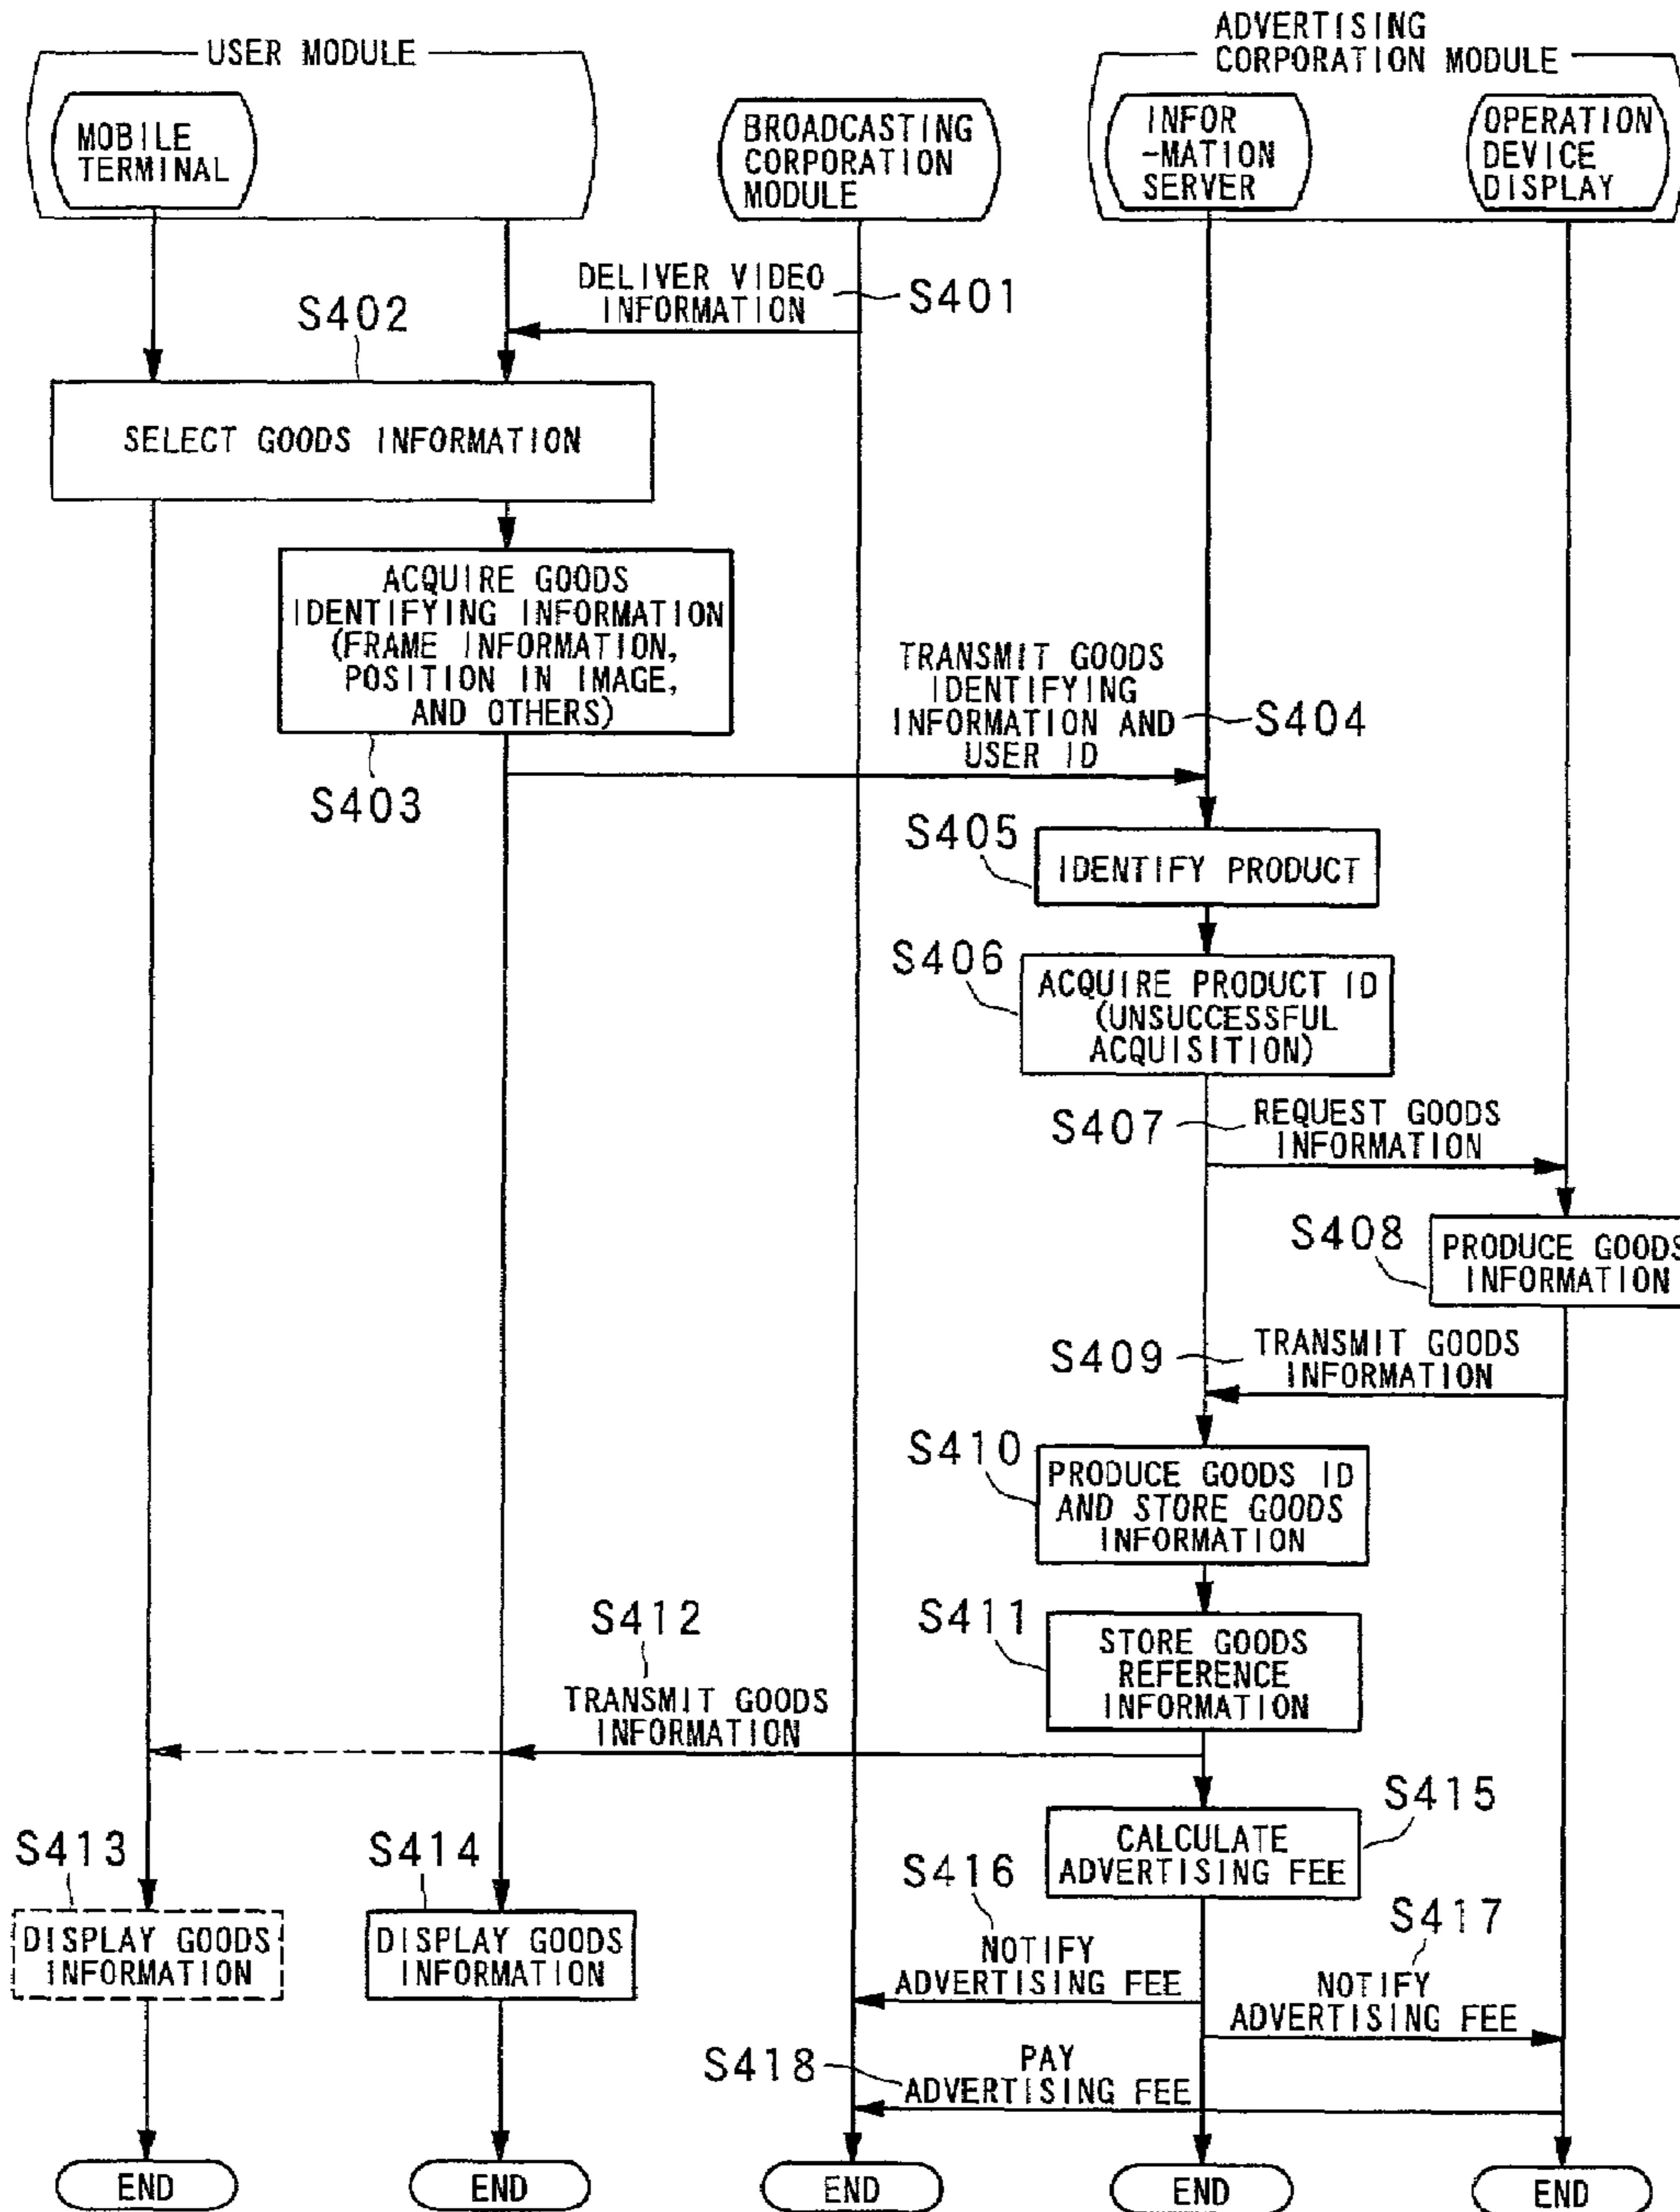 USER MODULE
ADVERTISING
CORPORATION MODULE
MOBILE
TERMINAL
BROADCASTING
CORPORATION
MODULE
INFOR
-MATION
SERVER
OPERATION
DEVICE
DISPLAY
DELIVER VIDEO
INFORMATION
S401
S402
SELECT GOODS INFORMATION
ACQUIRE GOODS
IDENTIFYING INFORMATION
(FRAME INFORMATION,
POSITION IN IMAGE,
AND OTHERS)
S403
TRANSMIT GOODS
IDENTIFYING
INFORMATION AND
USER ID
S404
S405
IDENTIFY PRODUCT
S406
ACQUIRE PRODUCT ID
(UNSUCCESSFUL
ACQUISITION)
S407
REQUEST GOODS
INFORMATION
S408
PRODUCE GOODS
INFORMATION
S409
TRANSMIT GOODS
INFORMATION
S410
PRODUCE GOODS ID
AND STORE GOODS
INFORMATION
S411
STORE GOODS
REFERENCE
INFORMATION
S412
TRANSMIT GOODS
INFORMATION
S415
CALCULATE
ADVERTISING FEE
S413
DISPLAY GOODS
INFORMATION
S414
DISPLAY GOODS
INFORMATION
S416
NOTIFY
ADVERTISING FEE
S417
NOTIFY
ADVERTISING FEE
S418
PAY
ADVERTISING FEE
END
END
END
END
END